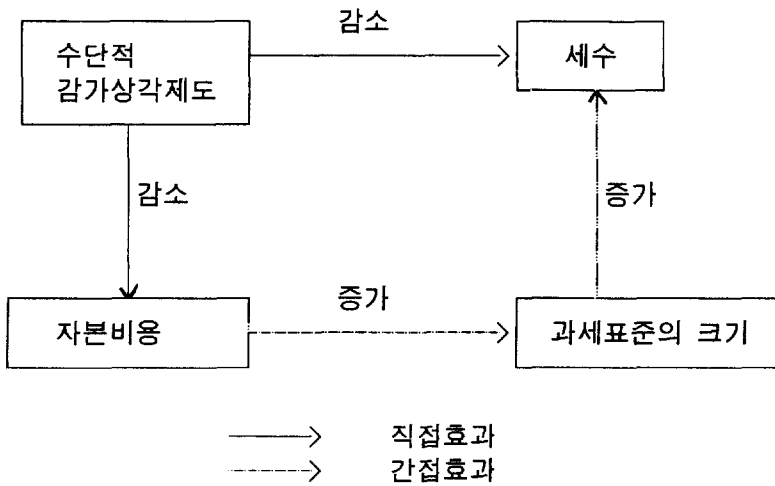 감소
수단적
감가상각제도
세수
감소
증가
자본비용
증가
과세표준의 크기
직접효과
간접효과